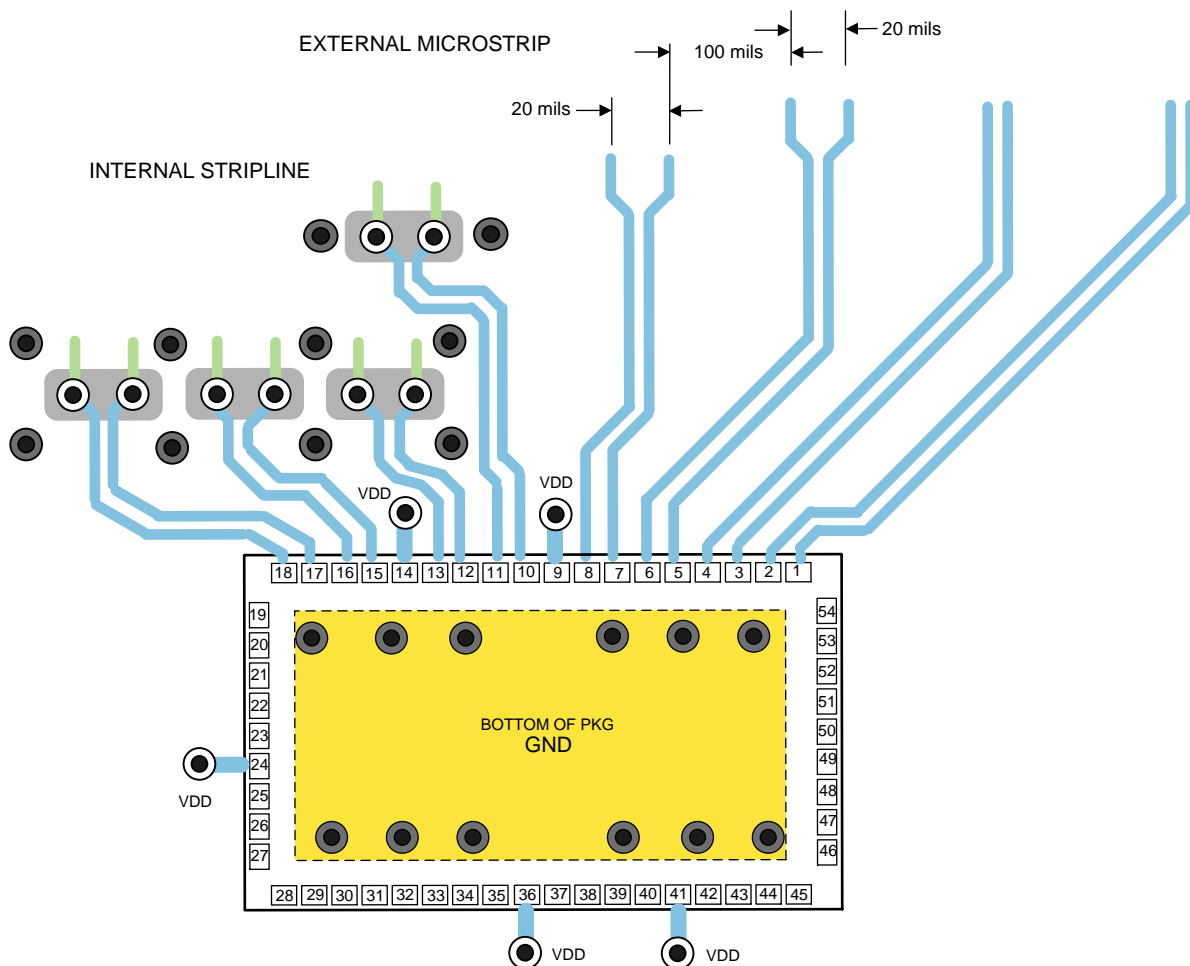 EXTERNAL MICROSTRIP
20 mils
100 mils
20 mils
INTERNAL STRIPLINE
VDD
VDD
18 17 16 15 14 13 12 11 10 9 8 7 6 5 4 3 2 1
19
20
21
22
23
24
25
26
27
54
53
52
51
50
49
48
47
46
BOTTOM OF PKG
GND
VDD
28 29 30 31 32 33 34 35 36 37 38 39 40 41 42 43 44 45
VDD
VDD